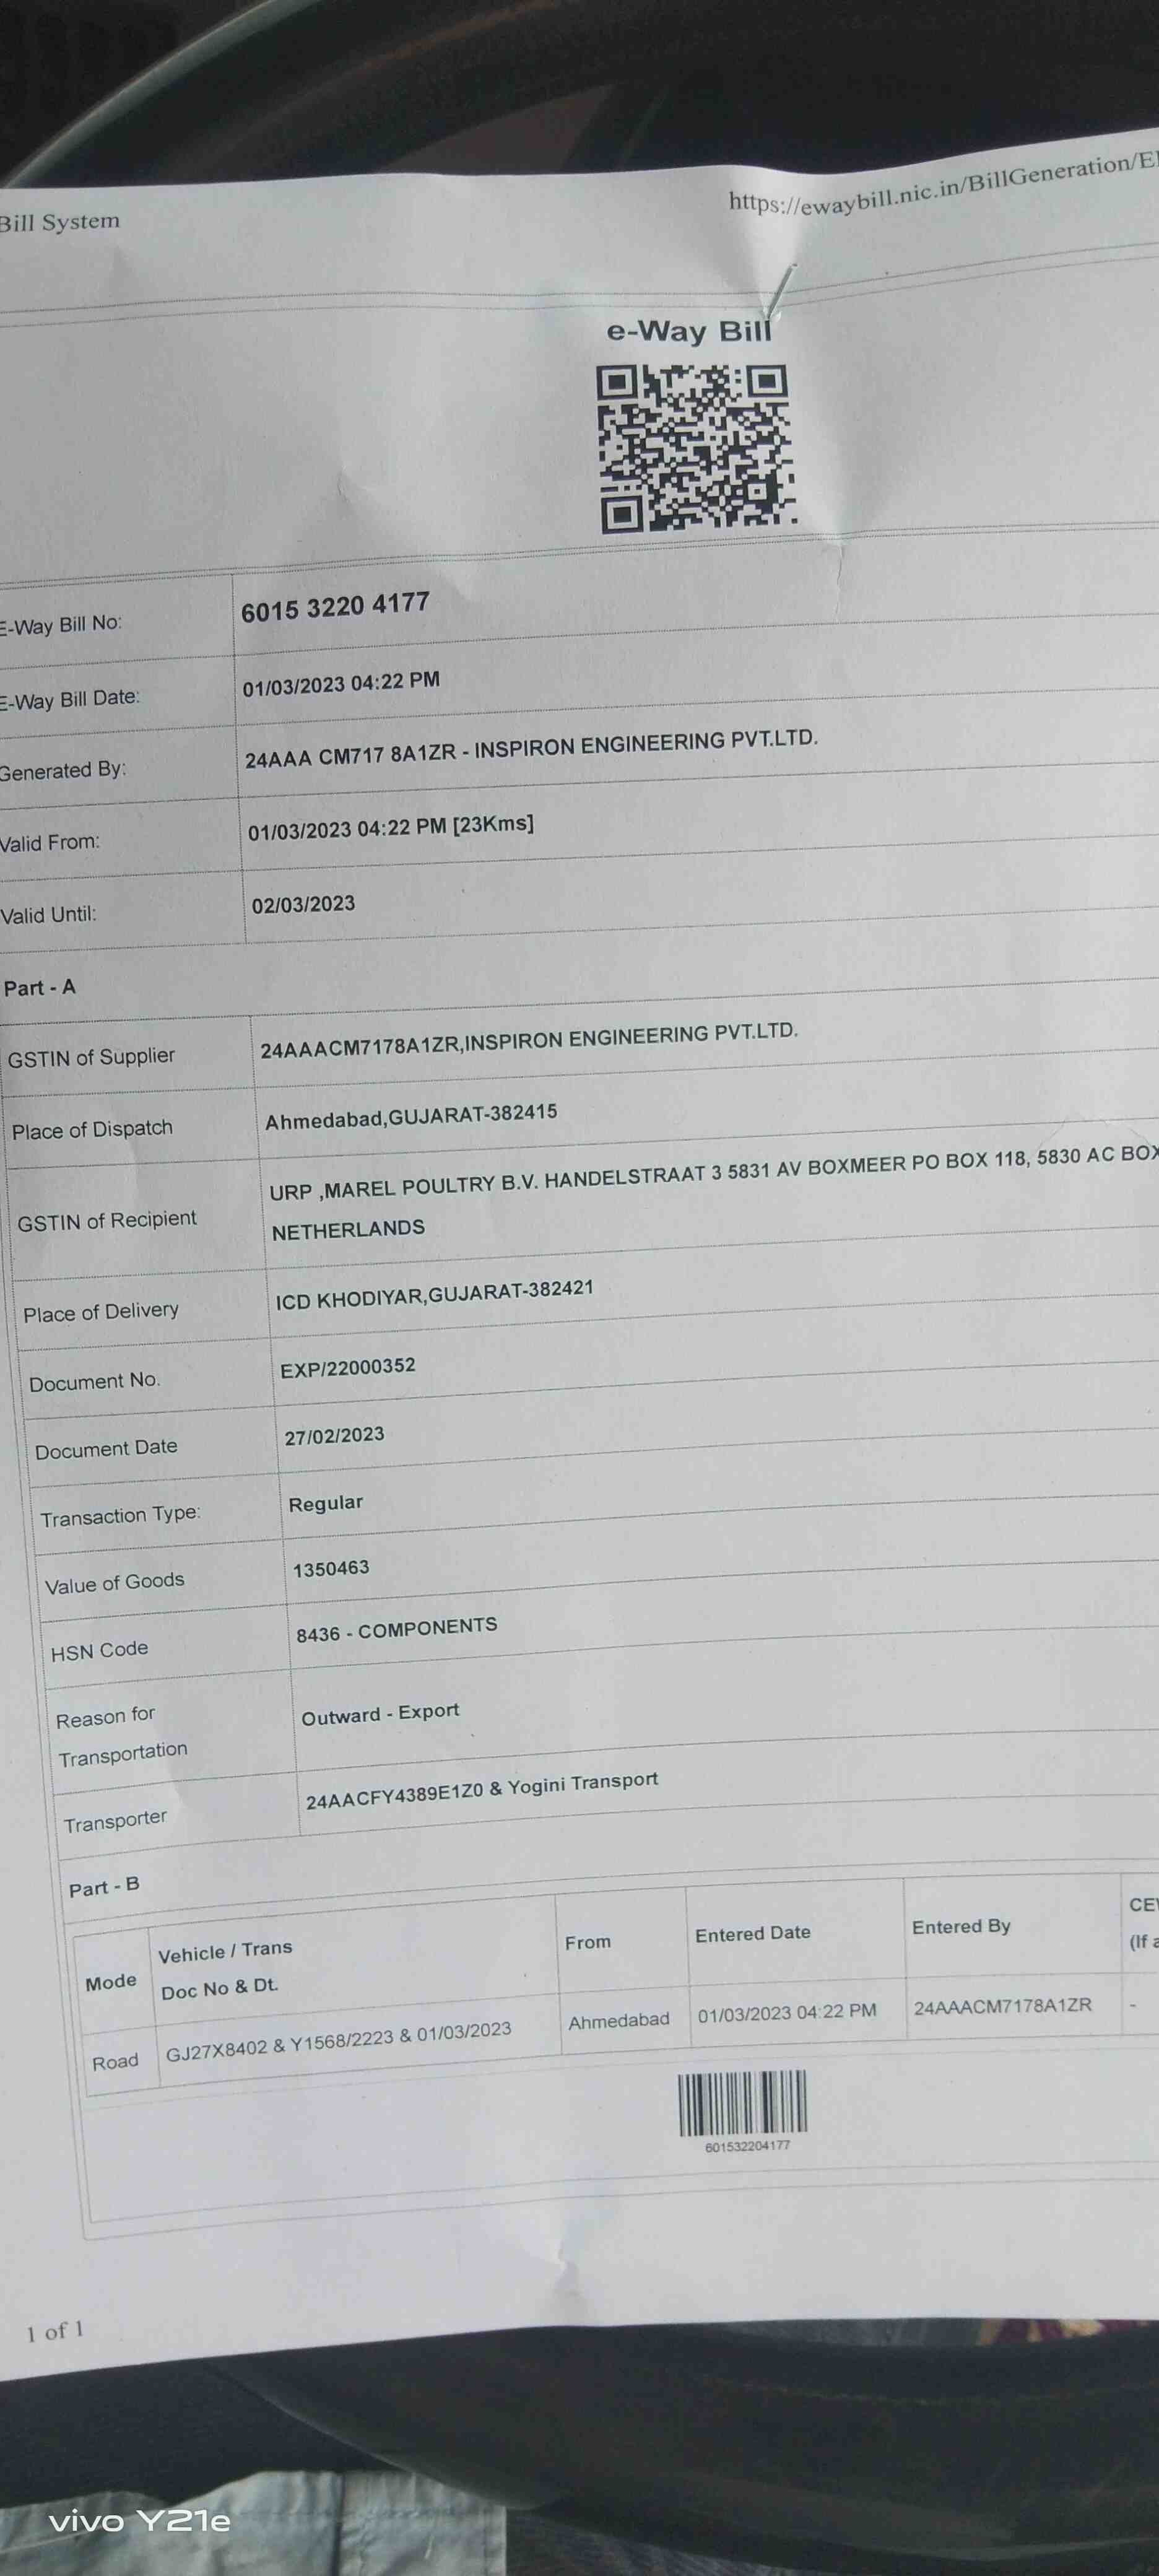 Bill System
https://ewaybill.nic.in/BillGeneration/
e-Way Bill
E-Way Bill No: 6015 3220 4177
E-Way Bill Date: 01/03/2023 04:22 PM
Generated By: 24AAA CM717 8A1ZR - INSPIRON ENGINEERING PVT.LTD.
Valid From: 01/03/2023 04:22 PM [23Kms]
Valid Until: 02/03/2023
Part - A
GSTIN of Supplier 24AAACM7178A1ZR,INSPIRON ENGINEERING PVT.LTD.
Place of Dispatch Ahmedabad,GUJARAT-382415
GSTIN of Recipient URP ,MAREL POULTRY B.V. HANDELSTRAAT 3 5831 AV BOXMEER PO BOX 118, 5830 AC BOX
NETHERLANDS
Place of Delivery ICD KHODIYAR,GUJARAT-382421
Document No. EXP/22000352
Document Date 27/02/2023
Transaction Type: Regular
Value of Goods 1350463
HSN Code 8436 - COMPONENTS
Reason for
Transportation Outward - Export
Transporter 24AACFY4389E1Z0 & Yogini Transport
Part - B
Mode Vehicle / Trans
Doc No & Dt. From Entered Date Entered By
(If
Road GJ27X8402 & Y1568/2223 & 01/03/2023 Ahmedabad 01/03/2023 04:22 PM 24AAACM7178A1ZR -
601532204177
1 of 1
vivo Y21e